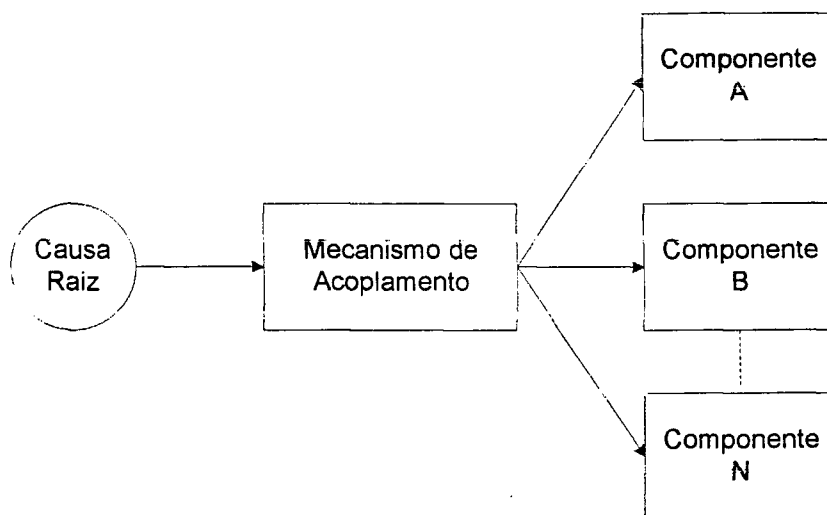 Causa
Raiz
Mecanismo de
Acoplamento
Componente
A
Componente
B
Componente
N